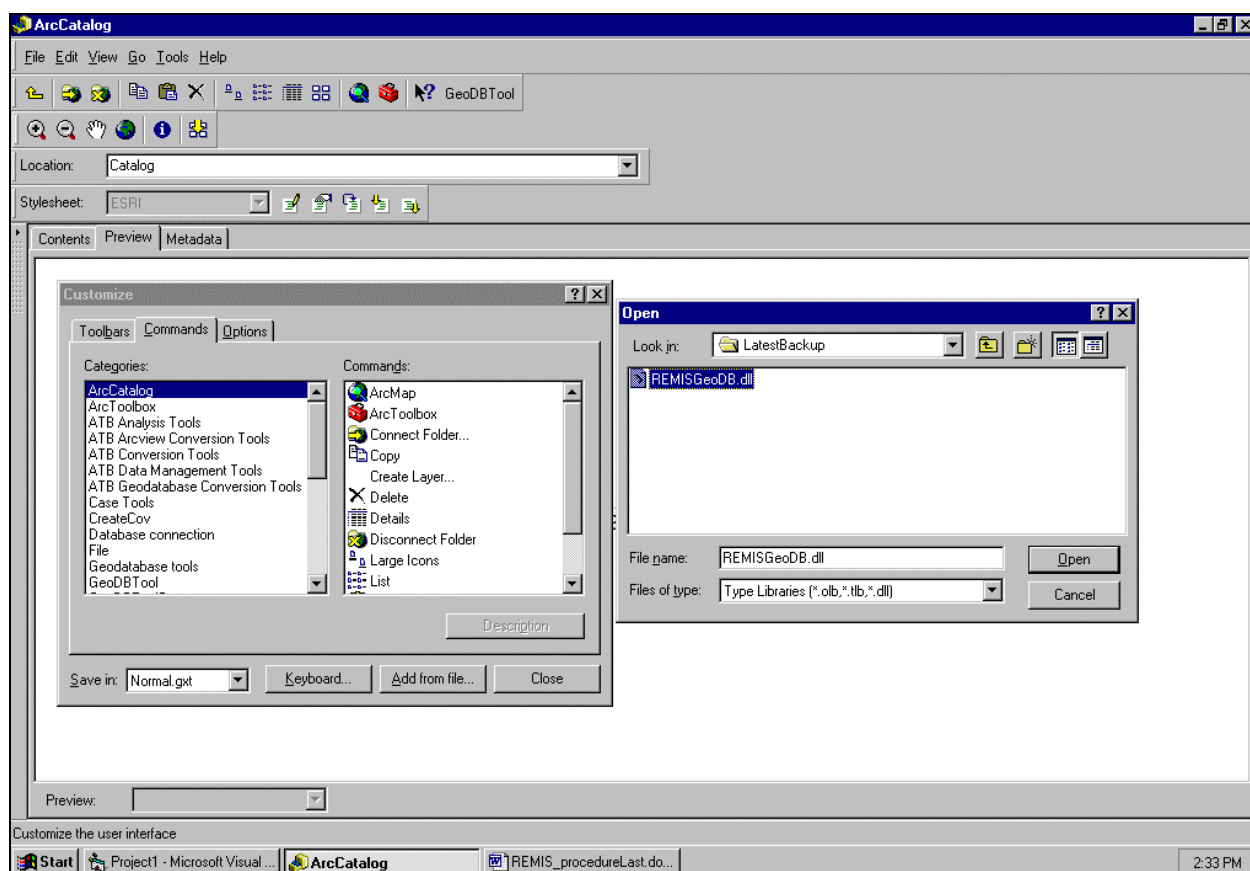 ArcCatalog
File Edit View Go Tools Help
GeoDBTool
Location: Catalog
Stylesheet: ESRI
Contents Preview Metadata
Customize
Toolbars Commands Options
Categories:
ArcCatalog
ArcToolbox
ATB Analysis Tools
ATB Arcview Conversion Tools
ATB Conversion Tools
ATB Data Management Tools
ATB Geodatabase Conversion Tools
Case Tools
CreateCov
Database connection
File
Geodatabase tools
GeoDBTool
Commands:
ArcMap
ArcToolbox
Connect Folder...
Copy
Create Layer...
Delete
Details
Disconnect Folder
Large Icons
List
Description
Save in: Normal.gxt Keyboard... Add from file... Close
Open
Look in: LatestBackup
REMISGeoDB.dll
File name: REMISGeoDB.dll Open
Files of type: Type Libraries (*.olb,*.tlb,*.dll) Cancel
Preview:
Customize the user interface
Start Project1 - Microsoft Visual ... ArcCatalog REMIS_procedureLast.do... 2:33 PM